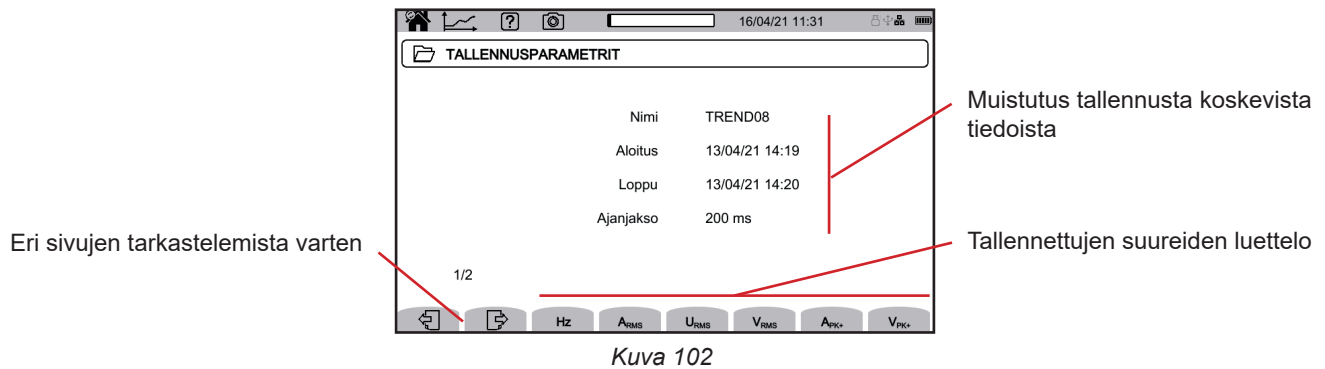 16/04/21 11:31
TALLENNUSPARAMETRIT
Nimi TREND08
Aloitus 13/04/21 14:19
Loppu 13/04/21 14:20
Ajanjakso 200 ms
1/2
Hz ARMS URMS VRMS APK+ VPK+
Muistutus tallennusta koskevista
tiedoista
Eri sivujen tarkastelemista varten
Tallennettujen suureiden luettelo
Kuva 102